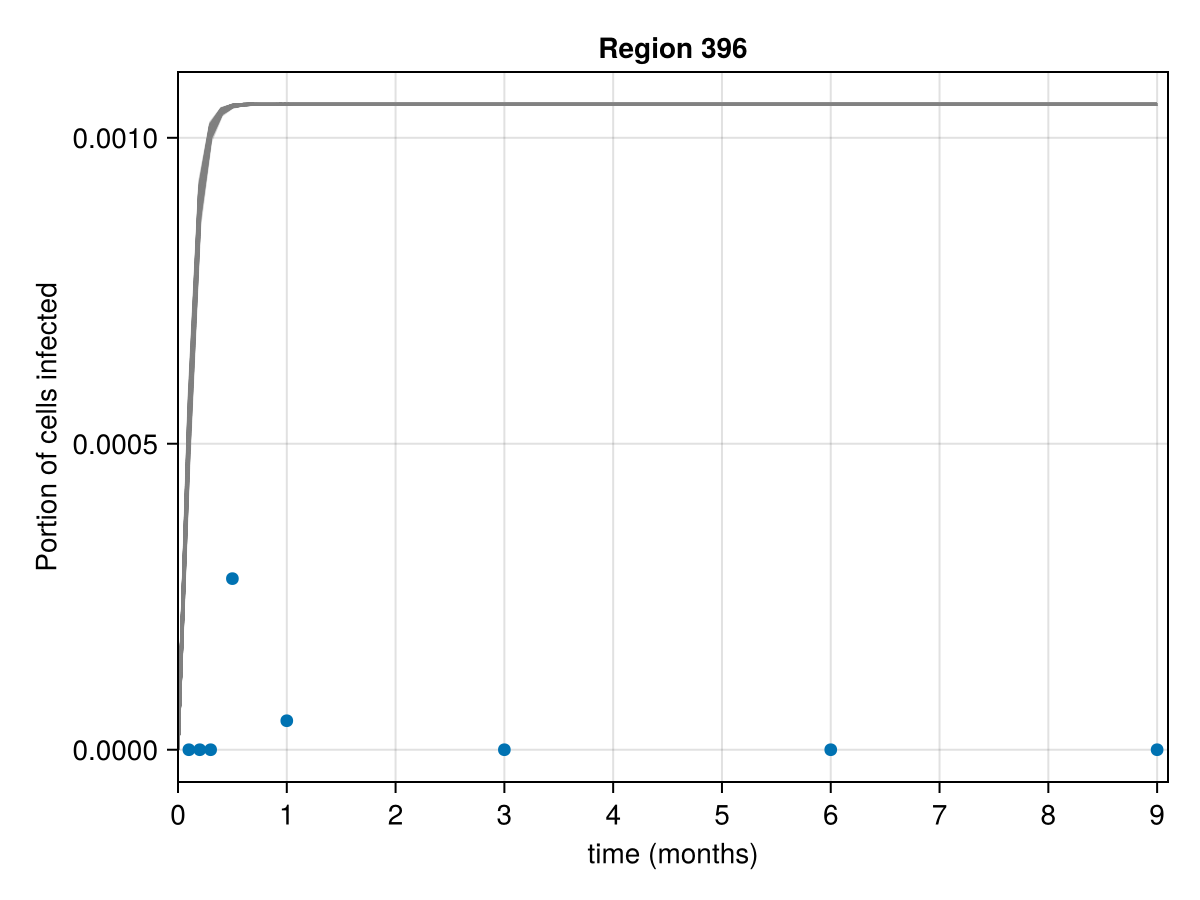 Region 396
Portion of cells infected
0.0010
0.0005
0.0000
0 1 2 3 4 5 6 7 8 9
time (months)